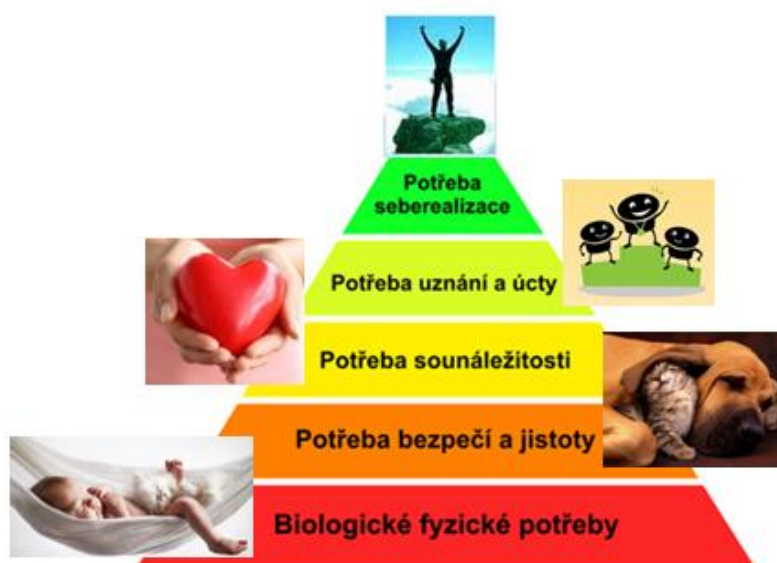 Potřeba
seberealizace
Potřeba uznání a úcty
Potřeba sounáležitosti
Potřeba bezpečí a jistoty
Biologické fyzické potřeby